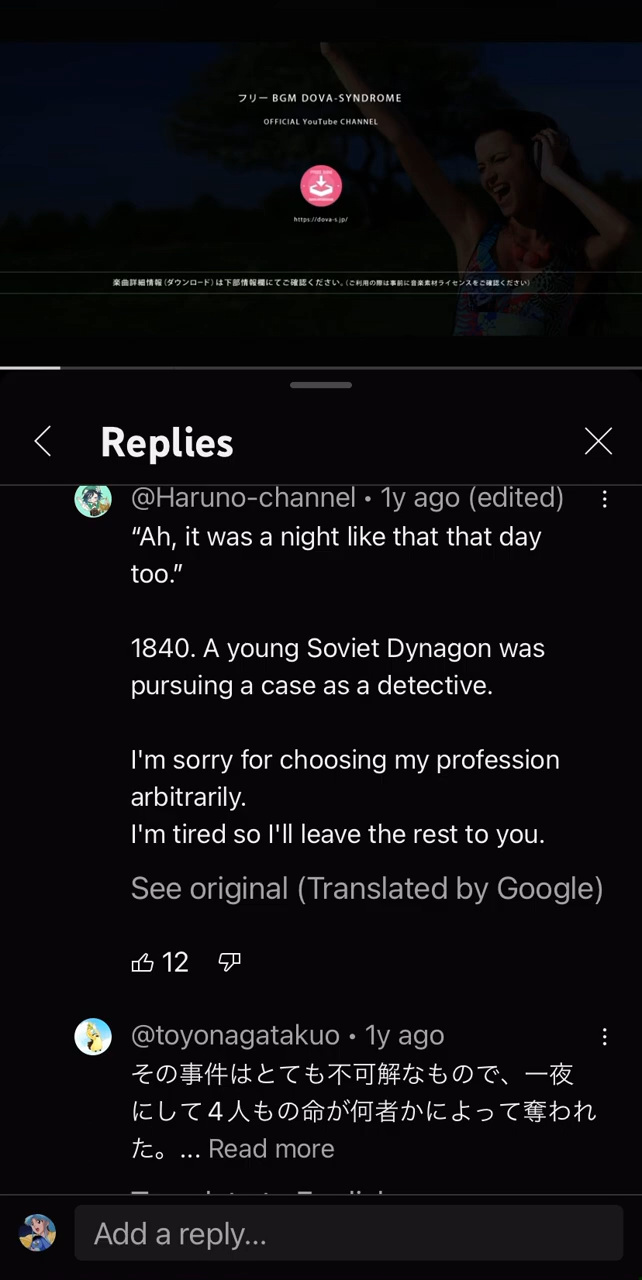 フリー BGM DOVA-SYNDROME
OFFICIAL YouTube CHANNEL
https://dova-s.jp/
楽曲詳細情報（ダウンロード）は下部情報欄にてご確認ください。（ご利用の際は事前に音楽素材ライセンスをご確認ください）
Replies
@Haruno-channel • 1y ago (edited)
“Ah, it was a night like that that day
too.”
1840. A young Soviet Dynagon was
pursuing a case as a detective.
I'm sorry for choosing my profession
arbitrarily.
I'm tired so I'll leave the rest to you.
See original (Translated by Google)
12
@toyonagatakuo • 1y ago
その事件はとても不可解なもので、一夜
にして４人もの命が何者かによって奪われ
た。... Read more
Add a reply...